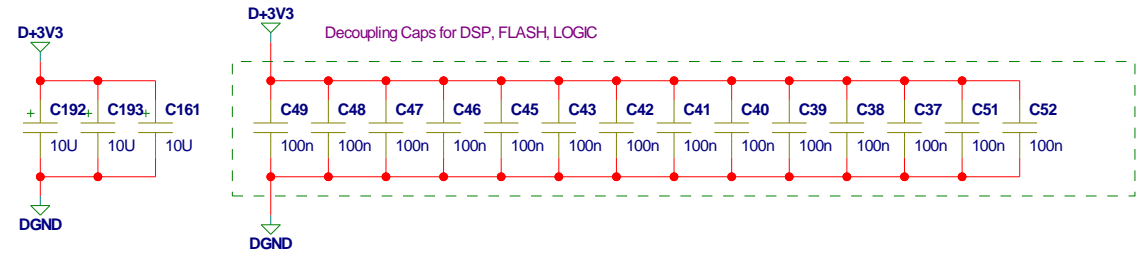 D+3V3
D+3V3
Decoupling Caps for DSP, FLASH, LOGIC
+ C192 + C193 + C161
10U 10U 10U
C49 C48 C47 C46 C45 C43 C42 C41 C40 C39 C38 C37 C51 C52
100n 100n 100n 100n 100n 100n 100n 100n 100n 100n 100n 100n 100n 100n
DGND
DGND